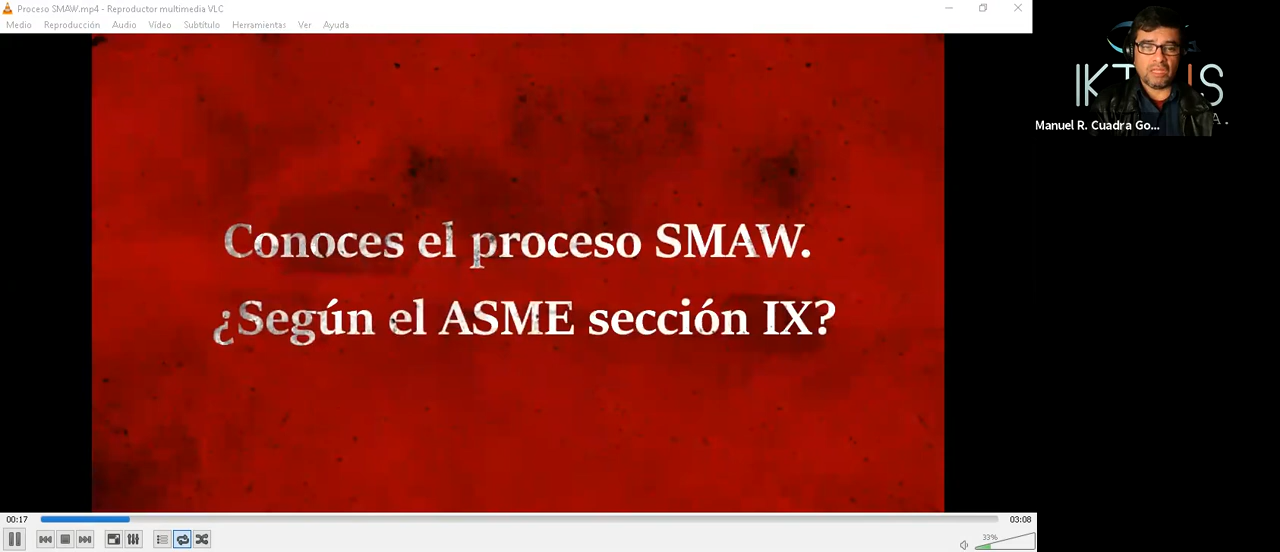 Proceso SMAW.mp4 - Reproductor multimedia VLC
Medio Reproducción Audio Vídeo Subtítulo Herramientas Ver Ayuda
Conoces el proceso SMAW.
¿Según el ASME sección IX?
Manuel R. Cuadra Go...
00:17
03:08
33%